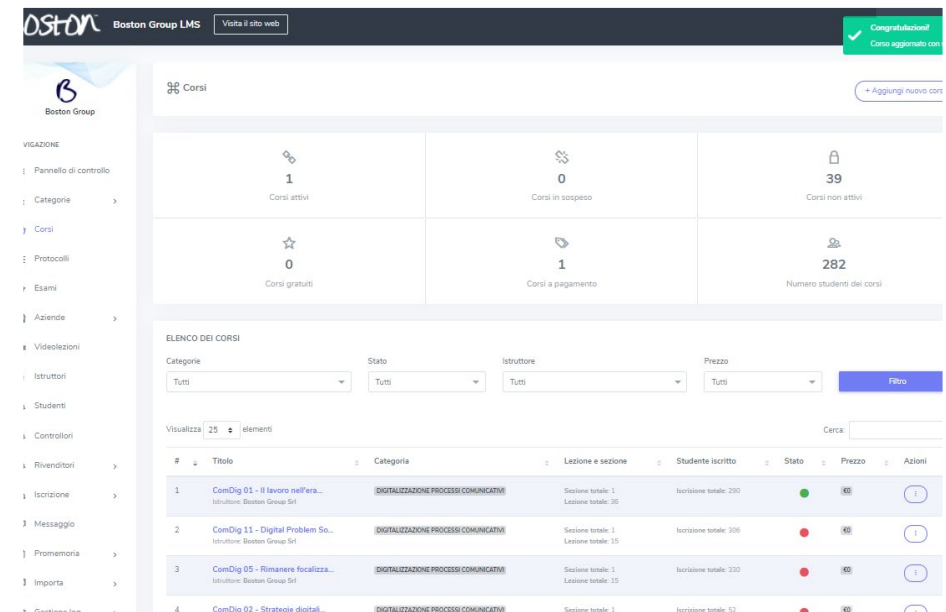 Boston Group LMS Visita il sito web
Congratulazioni!
Corso aggiornato con
Boston Group
VIGAZIONE
Pannello di controllo
Categorie
Corsi
Protocolli
Esami
Aziende
Videolezioni
Istruttori
Studenti
Controllori
Rivenditori
Iscrizione
Messaggio
Promemoria
Importa
Corsi
+ Aggiungi nuovo cors
1
Corsi attivi
0
Corsi in sospeso
39
Corsi non attivi
0
Corsi gratuiti
1
Corsi a pagamento
282
Numero studenti dei corsi
ELENCO DEI CORSI
Categorie Stato Istruttore Prezzo
Tutti Tutti Tutti Tutti Filtro
Visualizza 25 elementi Cerca:
# Titolo Categoria Lezione e sezione Studente iscritto Stato Prezzo Azioni
1 ComDig 01 - Il lavoro nell'era... DIGITALIZZAZIONE PROCESSI COMUNICATIVI Sezione totale: 1 Iscrizione totale: 290 €0
Istruttore: Boston Group Srl Lezione totale: 36
2 ComDig 11 - Digital Problem So... DIGITALIZZAZIONE PROCESSI COMUNICATIVI Sezione totale: 1 Iscrizione totale: 306 €0
Istruttore: Boston Group Srl Lezione totale: 15
3 ComDig 05 - Rimanere focalizza... DIGITALIZZAZIONE PROCESSI COMUNICATIVI Sezione totale: 1 Iscrizione totale: 330 €0
Istruttore: Boston Group Srl Lezione totale: 15
4 ComDig 02 - Strategie digitali... DIGITALIZZAZIONE PROCESSI COMUNICATIVI Sezione totale: 1 Iscrizione totale: 52 €0